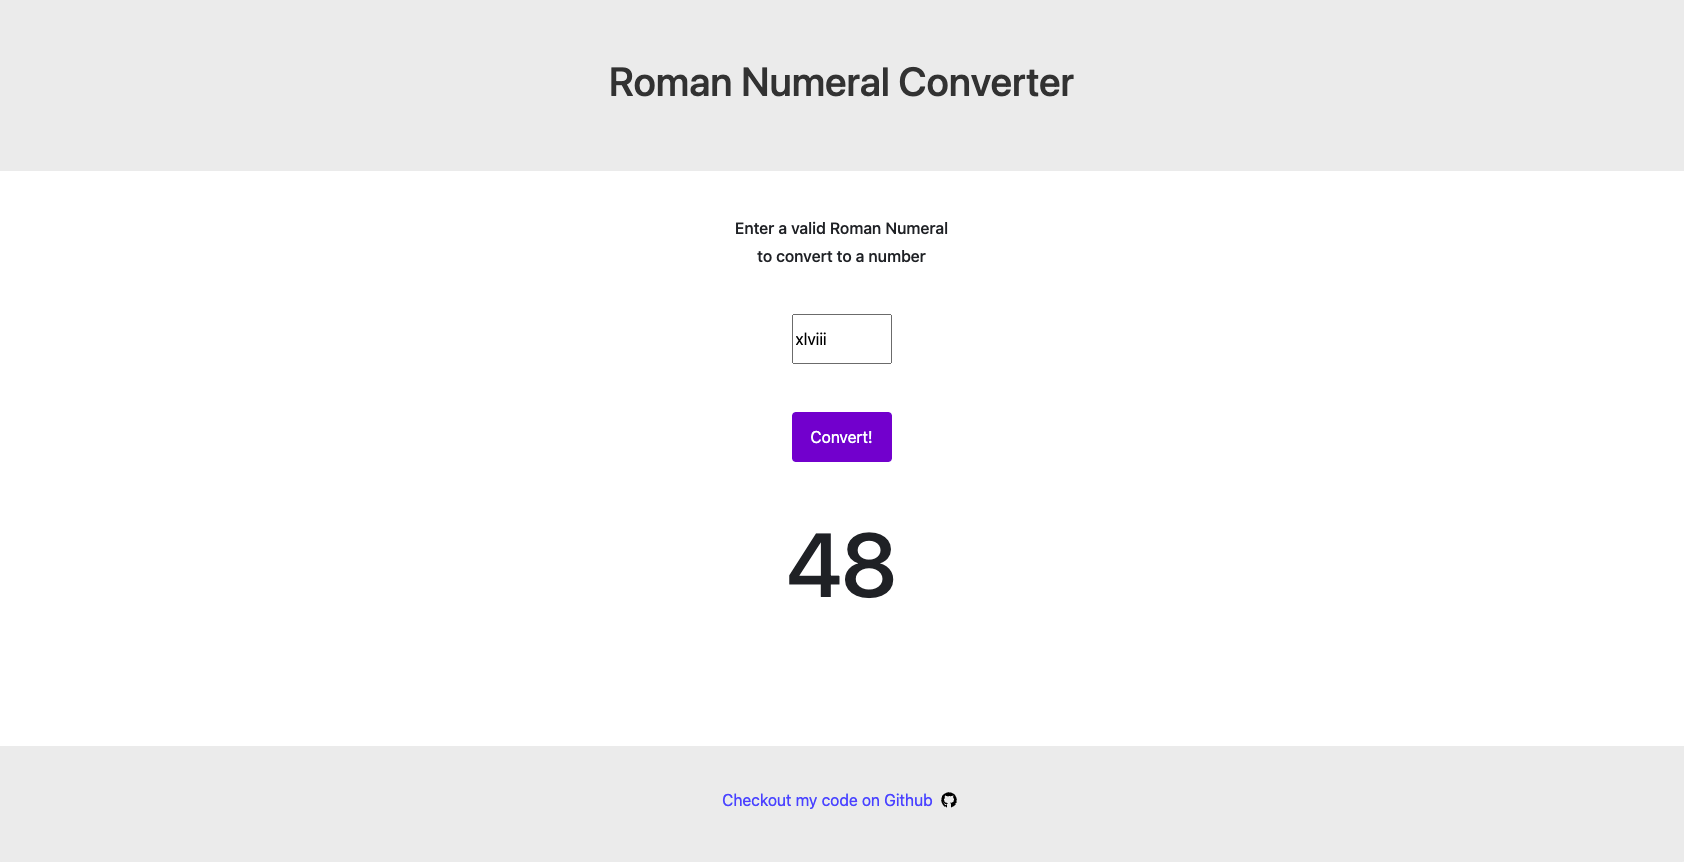 Roman Numeral Converter
Enter a valid Roman Numeral
to convert to a number
xlviii
Convert!
48
Checkout my code on Github